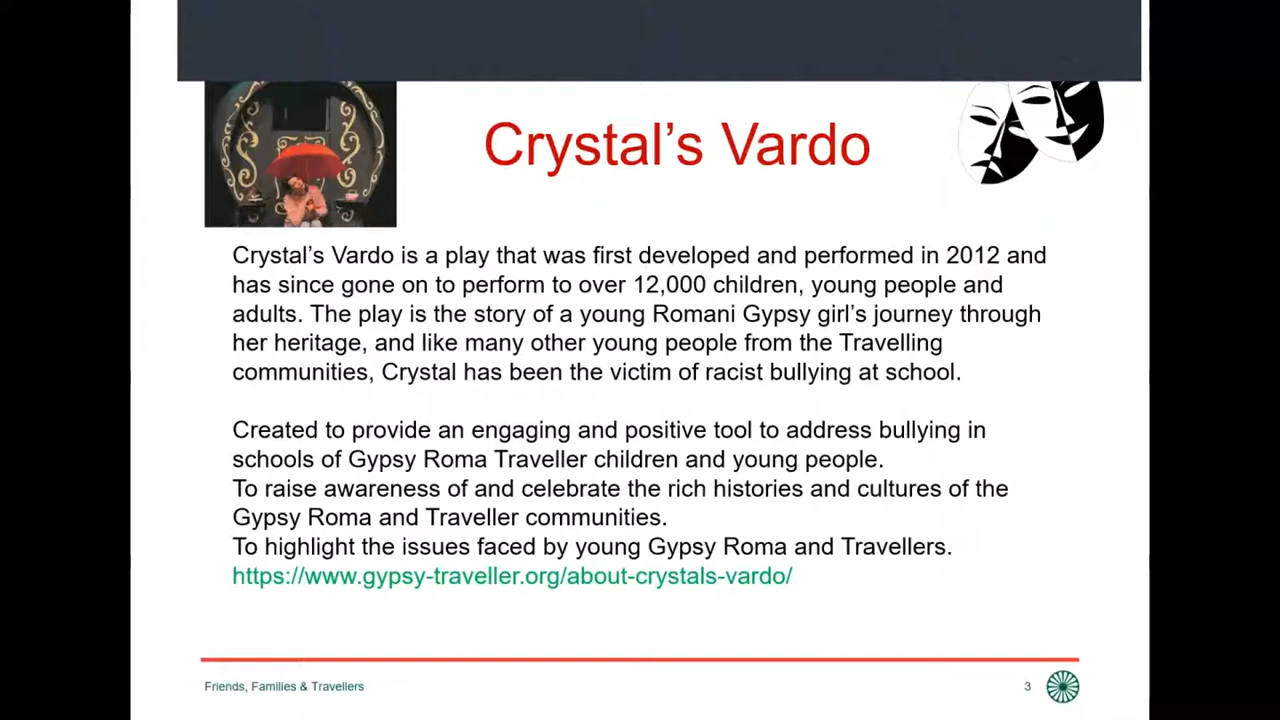 Crystal’s Vardo
Crystal’s Vardo is a play that was first developed and performed in 2012 and
has since gone on to perform to over 12,000 children, young people and
adults. The play is the story of a young Romani Gypsy girl’s journey through
her heritage, and like many other young people from the Travelling
communities, Crystal has been the victim of racist bullying at school.
Created to provide an engaging and positive tool to address bullying in
schools of Gypsy Roma Traveller children and young people.
To raise awareness of and celebrate the rich histories and cultures of the
Gypsy Roma and Traveller communities.
To highlight the issues faced by young Gypsy Roma and Travellers.
https://www.gypsy-traveller.org/about-crystals-vardo/
Friends, Families & Travellers
3